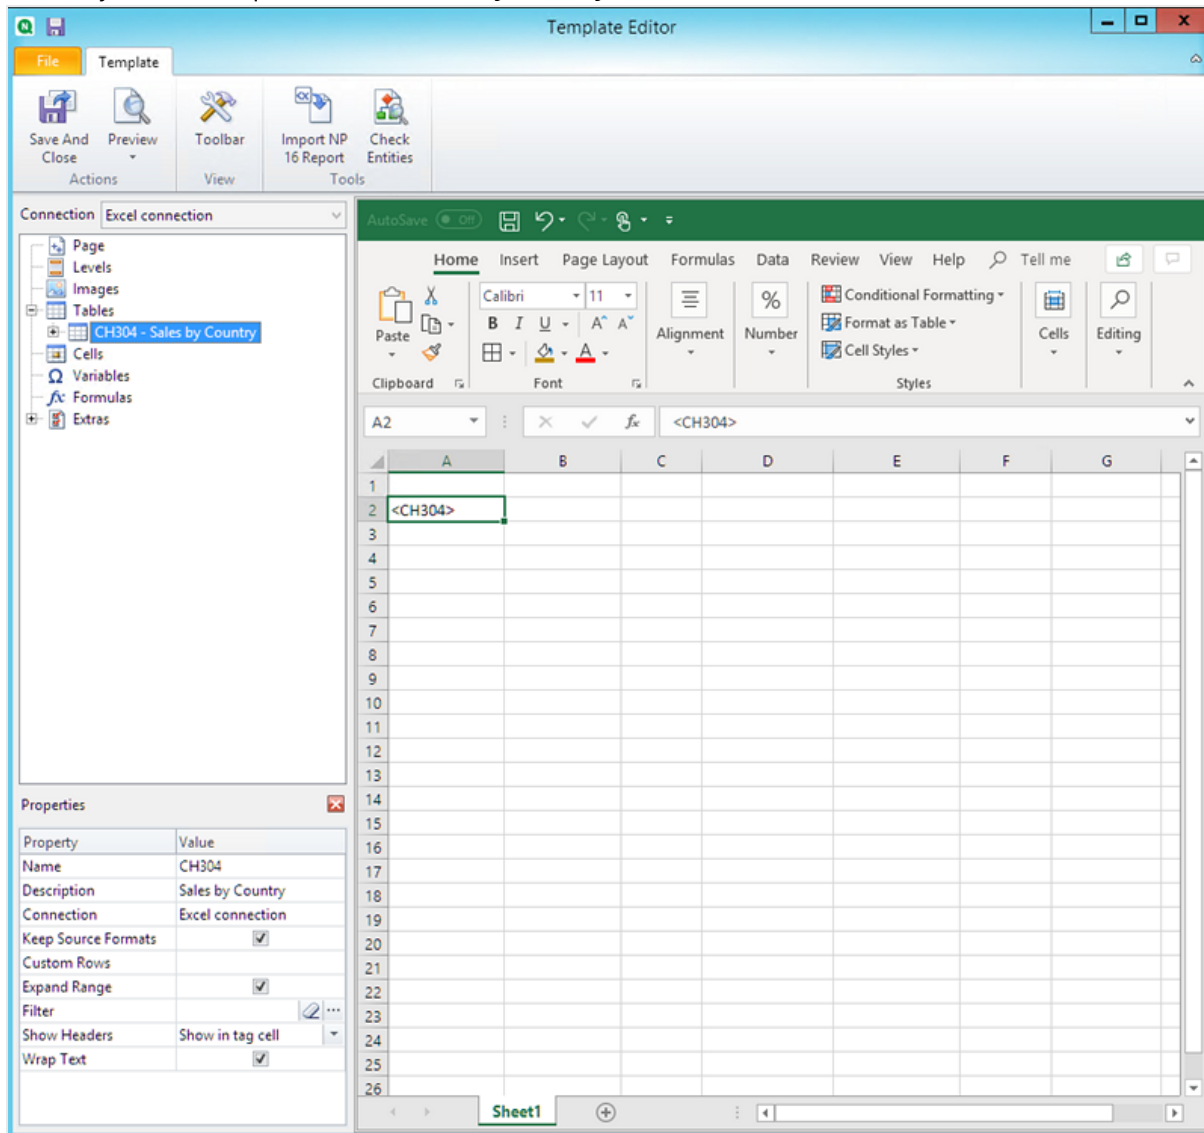 Template Editor
File Template
Save And Close
Preview
Toolbar
Import NP 16 Report
Check Entities
Actions View Tools
Connection Excel connection
Page
Levels
Images
Tables
CH304 - Sales by Country
Cells
Variables
Formulas
Extras
Properties
Property Value
Name CH304
Description Sales by Country
Connection Excel connection
Keep Source Formats
Custom Rows
Expand Range
Filter
Show Headers Show in tag cell
Wrap Text
AutoSave Off
Home Insert Page Layout Formulas Data Review View Help Tell me
Paste
Calibri 11
B I U A A
A
Alignment
%
Number
Conditional Formatting
Format as Table
Cell Styles
Cells
Editing
Clipboard Font Styles
A2 fx <CH304>
A B C D E F G
1
2 <CH304>
3
4
5
6
7
8
9
10
11
12
13
14
15
16
17
18
19
20
21
22
23
24
25
26
Sheet1